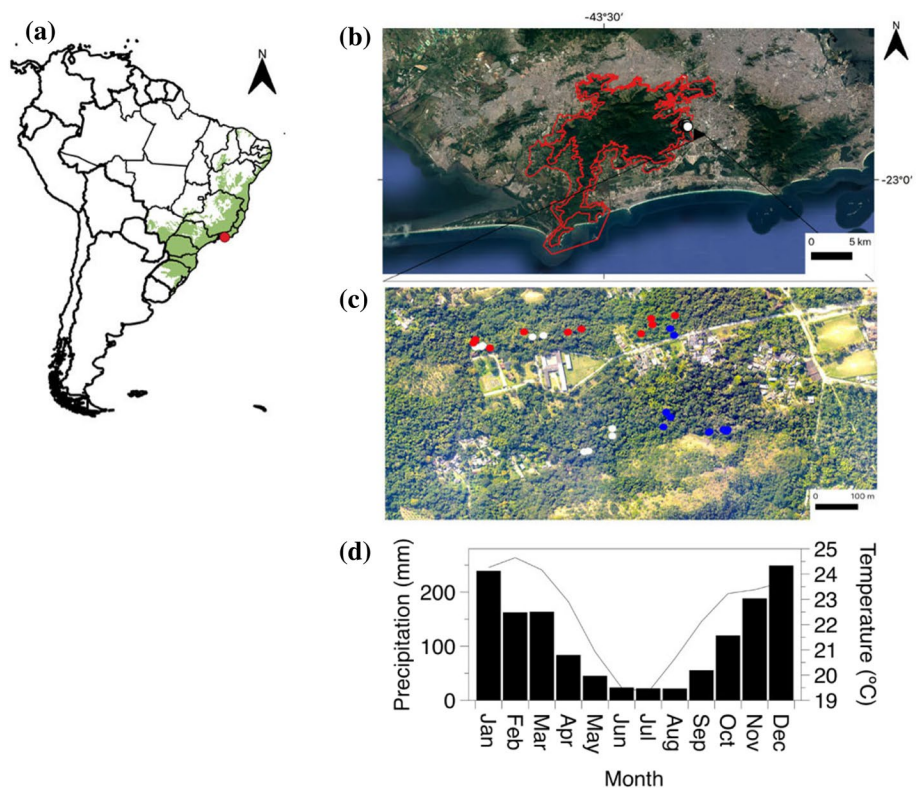 (a)
N
(b)
-43°30'
N
-23°0'
0 5 km
(c)
0 100 m
(d)
Precipitation (mm)
200
100
0
25
24
23
22
21
20
19
Temperature (°C)
Jan Feb Mar Apr May Jun Jul Aug Sep Oct Nov Dec
Month